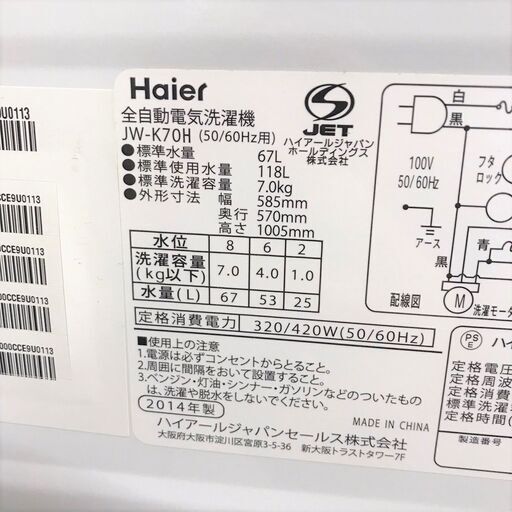 Haier
全自動電気洗濯機
JW-K70H (50/60Hz用)
JET
ハイアールジャパン
ホールディングス
株式会社
■標準水量 67L
■標準使用水量 118L
■標準洗濯容量 7.0kg
■外形寸法 幅 585mm
奥行 570mm
高さ 1005mm
水位 8 6 2
洗濯容量(kg以下) 7.0 4.0 1.0
水量(L) 67 53 25
定格消費電力 320/420W(50/60Hz)
■使用上の注意
1.電源は必ずコンセントからとること。
2.周囲に間隔をおいて設置すること。
3.ベンジン・灯油・シンナー・ガソリンなどのついたもの
は、洗濯や脱水をしないでください。
2014年製
MADE IN CHINA
ハイアールジャパンセールス株式会社
大阪府大阪市淀川区宮原3-5-36 新大阪トラストタワー7F
白
黒
100V
50/60Hz
フタ
ロック
アース
青
黒
配線図
M
洗濯モータ
PS
E
ハイ
定格電圧
定格周波
定格消費
標準洗濯
定格時間(
製造番号
9U0113
CCE9U0113
0CCE9U0113
00CCE9U0113
000CCE9U0113